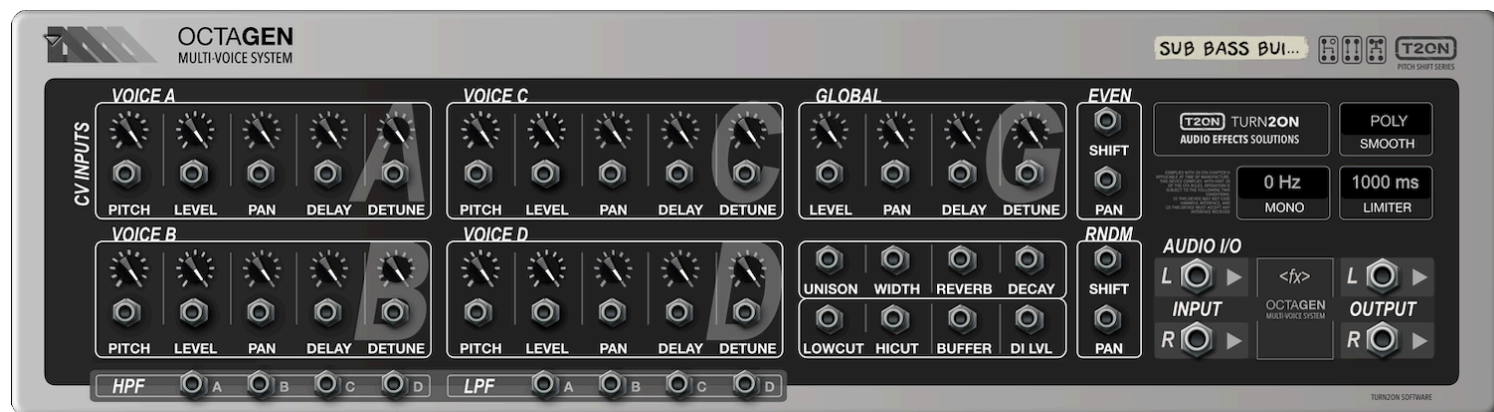 OCTAGEN
MULTI-VOICE SYSTEM
SUB BASS BUI...
T2ON
PITCH SHIFT SERIES
CV INPUTS
VOICE A
A
PITCH LEVEL PAN DELAY DETUNE
VOICE C
C
PITCH LEVEL PAN DELAY DETUNE
GLOBAL
G
LEVEL PAN DELAY DETUNE
EVEN
SHIFT
PAN
T2ON TURN2ON
AUDIO EFFECTS SOLUTIONS
POLY
SMOOTH
0 Hz
MONO
1000 ms
LIMITER
VOICE B
B
PITCH LEVEL PAN DELAY DETUNE
VOICE D
D
PITCH LEVEL PAN DELAY DETUNE
UNISON WIDTH REVERB DECAY
LOWCUT HICUT BUFFER DI LVL
RNDM
SHIFT
PAN
AUDIO I/O
L
INPUT
R
<fx>
OCTAGEN
MULTI-VOICE SYSTEM
L
OUTPUT
R
HPF A B C D
LPF A B C D
TURN2ON SOFTWARE